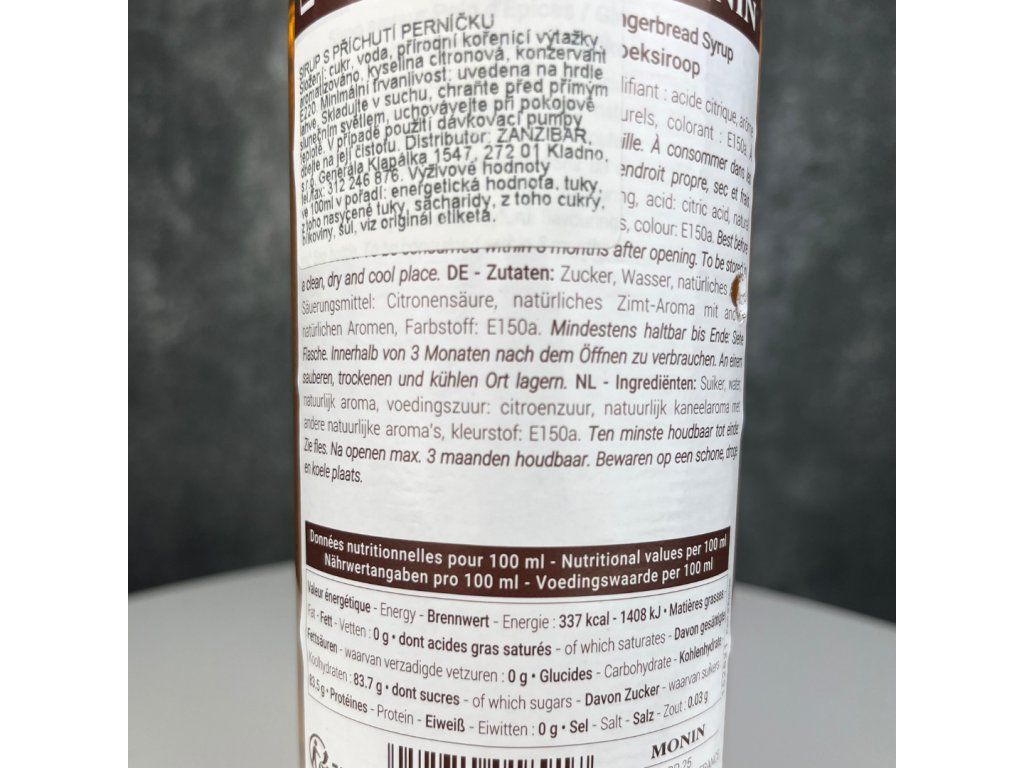 NIN
SIRUP S PŘÍCHUTÍ PERNÍČKU
Složení: cukr, voda, přírodní kořenicí výtažky,
aromatizováno, kyselina citronová, konzervant
E220. Minimální trvanlivost: uvedena na hrdle
lahve. Skladujte v suchu, chraňte před přímým
slunečním světlem, uchovávejte při pokojové
teplotě. V případě použití dávkovací pumpy
dbejte na její čistotu. Distributor: ZANZIBAR,
s.r.o. Generála Klapálka 1547, 272 01 Kladno,
tel/fax: 312 246 876. Výživové hodnoty
ve 100ml v pořadí: energetická hodnota, tuky,
z toho nasycené tuky, sacharidy, z toho cukry,
bílkoviny, sůl, viz originál etiketa.
ngerbread Syrup
oeksiroop
lifiant : acide citrique, arôme
urels, colorant : E150a. À
ille. À consommer dans les
endroit propre, sec et frais
ng, acid: citric acid, natural
s, colour: E150a. Best before
within 6 months after opening. To be stored in
a clean, dry and cool place. DE - Zutaten: Zucker, Wasser, natürliches
Säuerungsmittel: Citronensäure, natürliches Zimt-Aroma mit and
natürlichen Aromen, Farbstoff: E150a. Mindestens haltbar bis Ende: Siehe
Flasche. Innerhalb von 3 Monaten nach dem Öffnen zu verbrauchen. An einem
sauberen, trockenen und kühlen Ort lagern. NL - Ingrediënten: Suiker, water,
natuurlijk aroma, voedingszuur: citroenzuur, natuurlijk kaneelaroma met
andere natuurlijke aroma's, kleurstof: E150a. Ten minste houdbaar tot einde
Zie fles. Na openen max. 3 maanden houdbaar. Bewaren op een schone, droge
en koele plaats.
Données nutritionnelles pour 100 ml - Nutritional values per 100 ml
Nährwertangaben pro 100 ml - Voedingswaarde per 100 ml
Valeur énergétique - Energy - Brennwert - Energie : 337 kcal - 1408 kJ • Matières grasses -
Fat - Fett - Vetten : 0 g • dont acides gras saturés - of which saturates - Davon gesättigte
Fettsäuren - waarvan verzadigde vetzuren : 0 g • Glucides - Carbohydrate - Kohlenhydrate
Koolhydraten : 83.7 g • dont sucres - of which sugars - Davon Zucker - waarvan suikers
83.5 g • Protéines - Protein - Eiweiß - Eiwitten : 0 g • Sel - Salt - Salz - Zout : 0.03 g
MONIN
BP 25
FRANCE